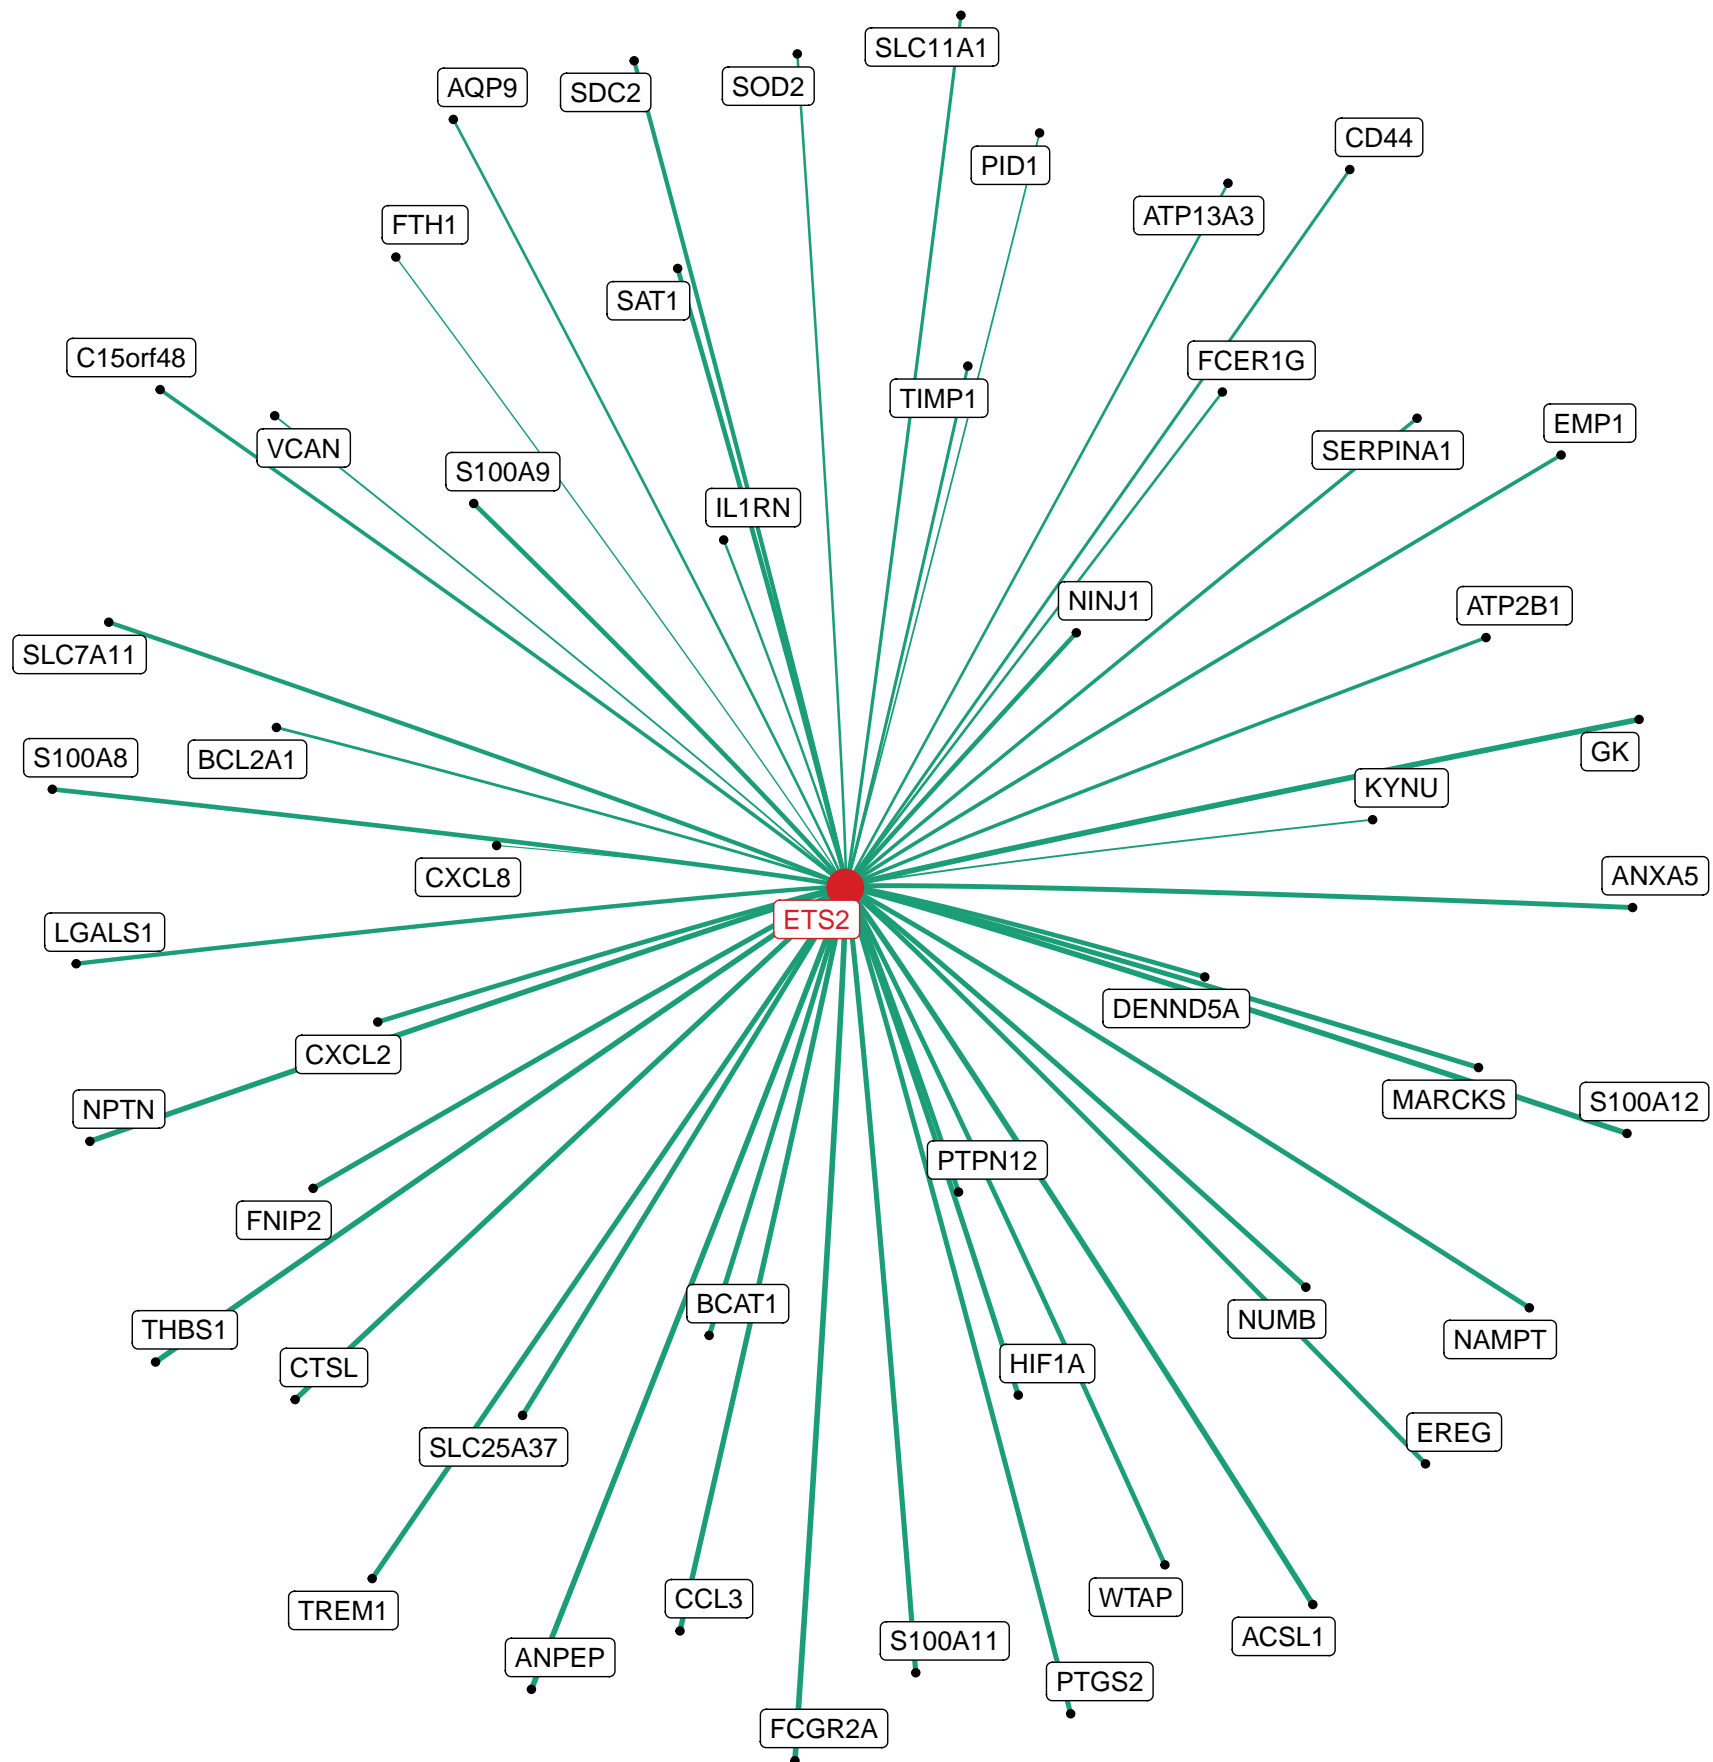 SLC11A1
SOD2
AQP9
SDC2
CD44
PID1
ATP13A3
FTH1
SAT1
C15orf48
FCER1G
TIMP1
EMP1
VCAN
SERPINA1
S100A9
IL1RN
NINJ1
ATP2B1
SLC7A11
GK
S100A8
BCL2A1
KYNU
CXCL8
ANXA5
ETS2
LGALS1
DENND5A
CXCL2
MARCKS
S100A12
NPTN
PTPN12
FNIP2
BCAT1
NUMB
THBS1
NAMPT
HIF1A
CTSL
EREG
SLC25A37
WTAP
CCL3
TREM1
ACSL1
S100A11
ANPEP
PTGS2
FCGR2A